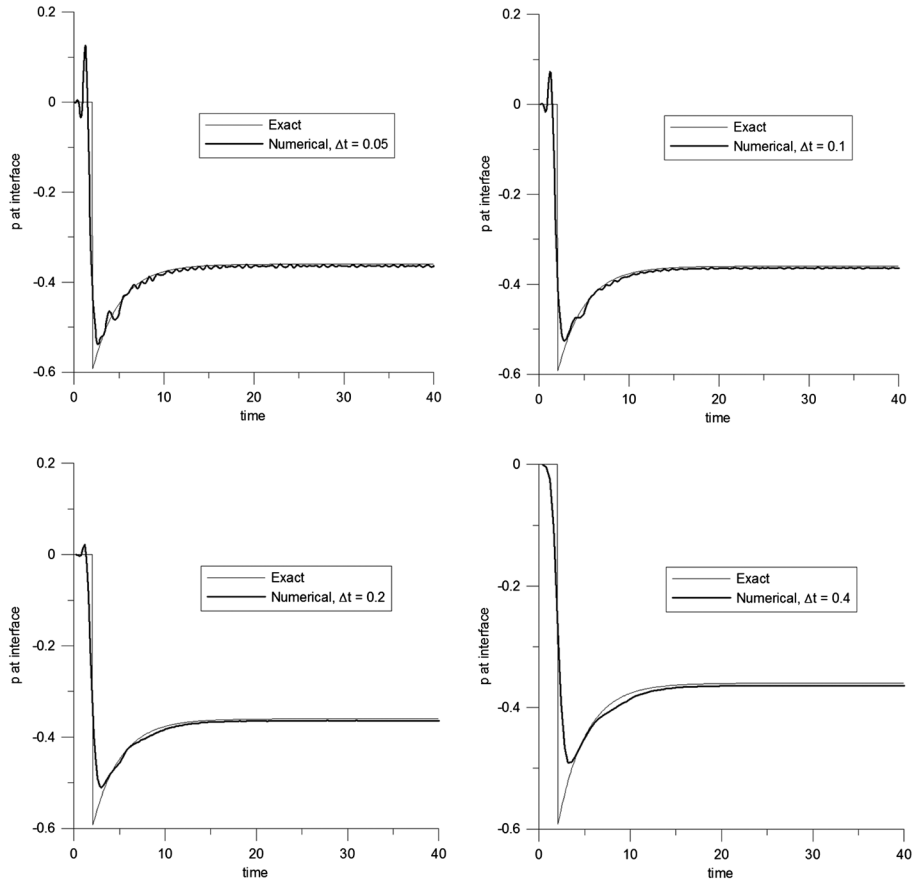 0.2
0
-0.2
-0.4
-0.6
p at interface
0 10 20 30 40
time
Exact
Numerical, Δt = 0.05
0.2
0
-0.2
-0.4
-0.6
p at interface
0 10 20 30 40
time
Exact
Numerical, Δt = 0.1
0.2
0
-0.2
-0.4
-0.6
p at interface
0 10 20 30 40
time
Exact
Numerical, Δt = 0.2
0
-0.2
-0.4
-0.6
p at interface
0 10 20 30 40
time
Exact
Numerical, Δt = 0.4